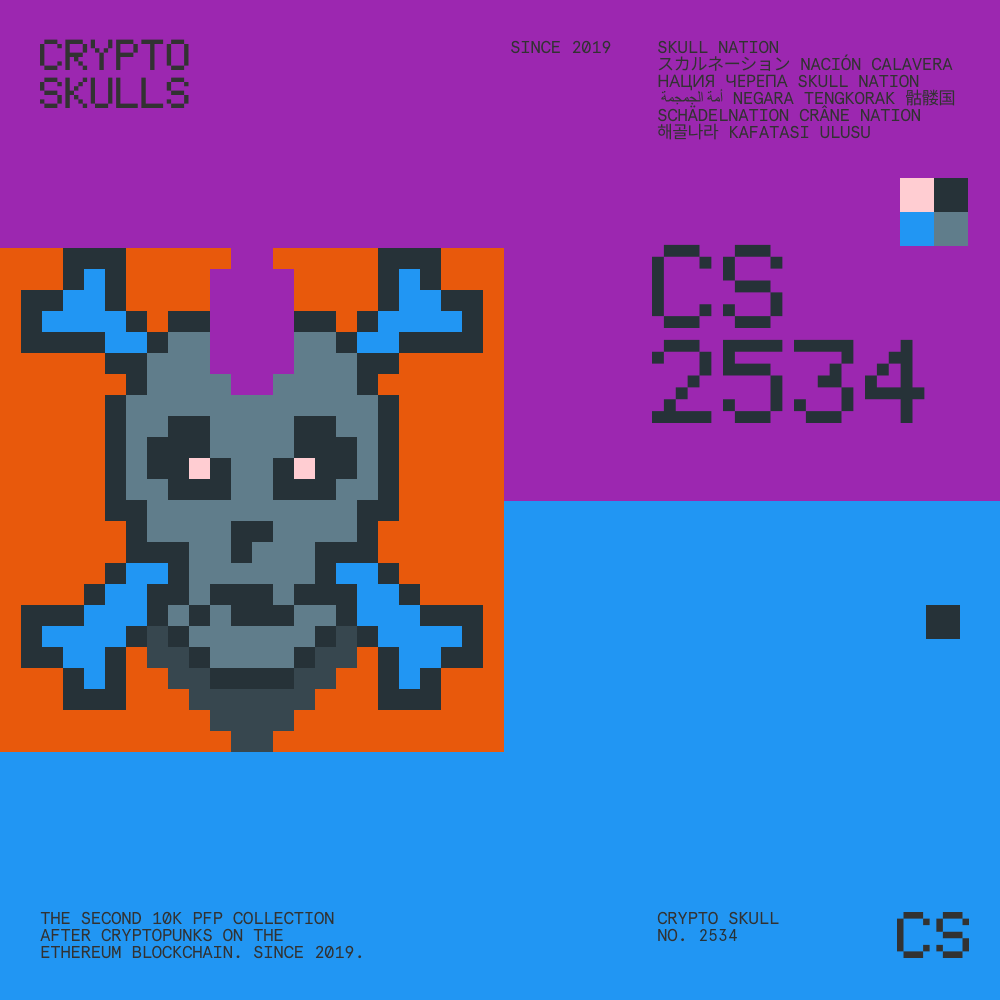 CRYPTO
SKULLS
SINCE 2019
SKULL NATION
スカルネーション NACIÓN CALAVERA
НАЦИЯ ЧЕРЕПА SKULL NATION
أمة الجمجمة NEGARA TENGKORAK 骷髅国
SCHÄDELNATION CRÂNE NATION
해골나라 KAFATASI ULUSU
CS
2534
THE SECOND 10K PFP COLLECTION
AFTER CRYPTOPUNKS ON THE
ETHEREUM BLOCKCHAIN. SINCE 2019.
CRYPTO SKULL
NO. 2534
CS